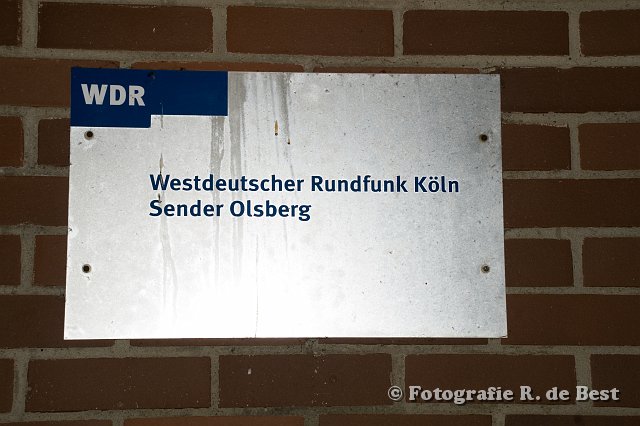 WDR
Westdeutscher Rundfunk Köln
Sender Olsberg
© Fotografie R. de Best